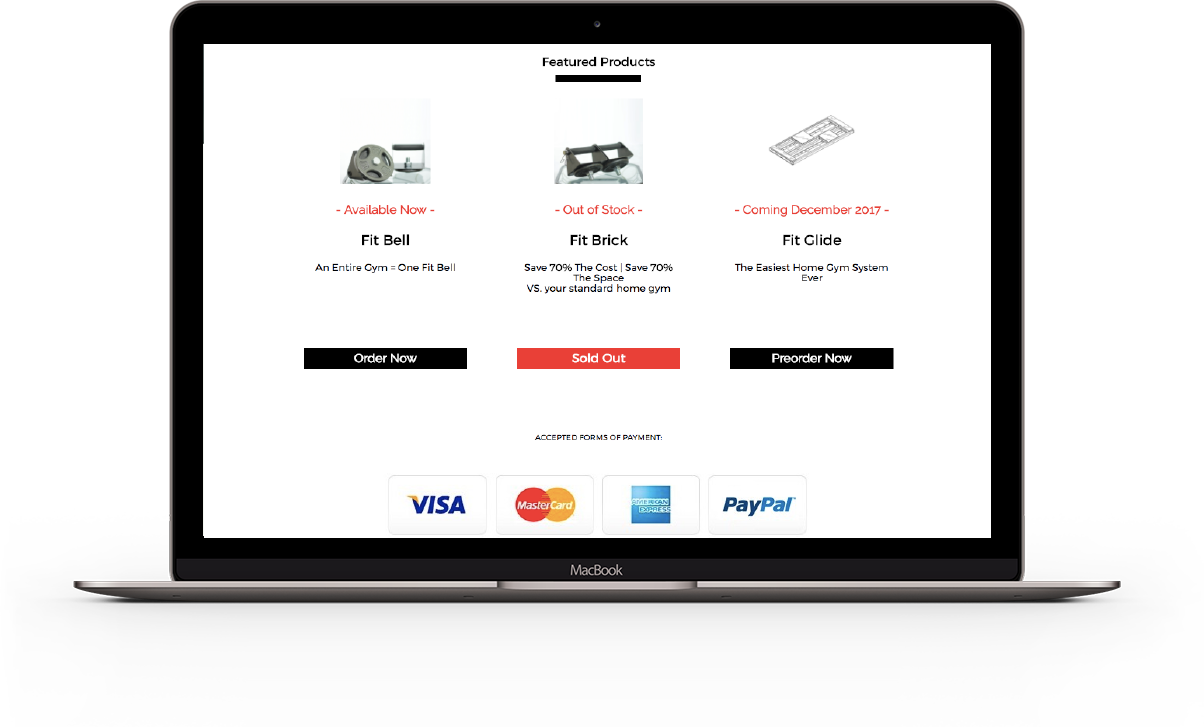 Featured Products
- Available Now -
- Out of Stock -
- Coming December 2017 -
Fit Bell
Fit Brick
Fit Glide
An Entire Gym = One Fit Bell
Save 70% The Cost | Save 70%
The Space
VS. your standard home gym
The Easiest Home Gym System
Ever
Order Now
Sold Out
Preorder Now
ACCEPTED FORMS OF PAYMENT:
VISA
MasterCard
AMERICAN
EXPRESS
PayPal
MacBook